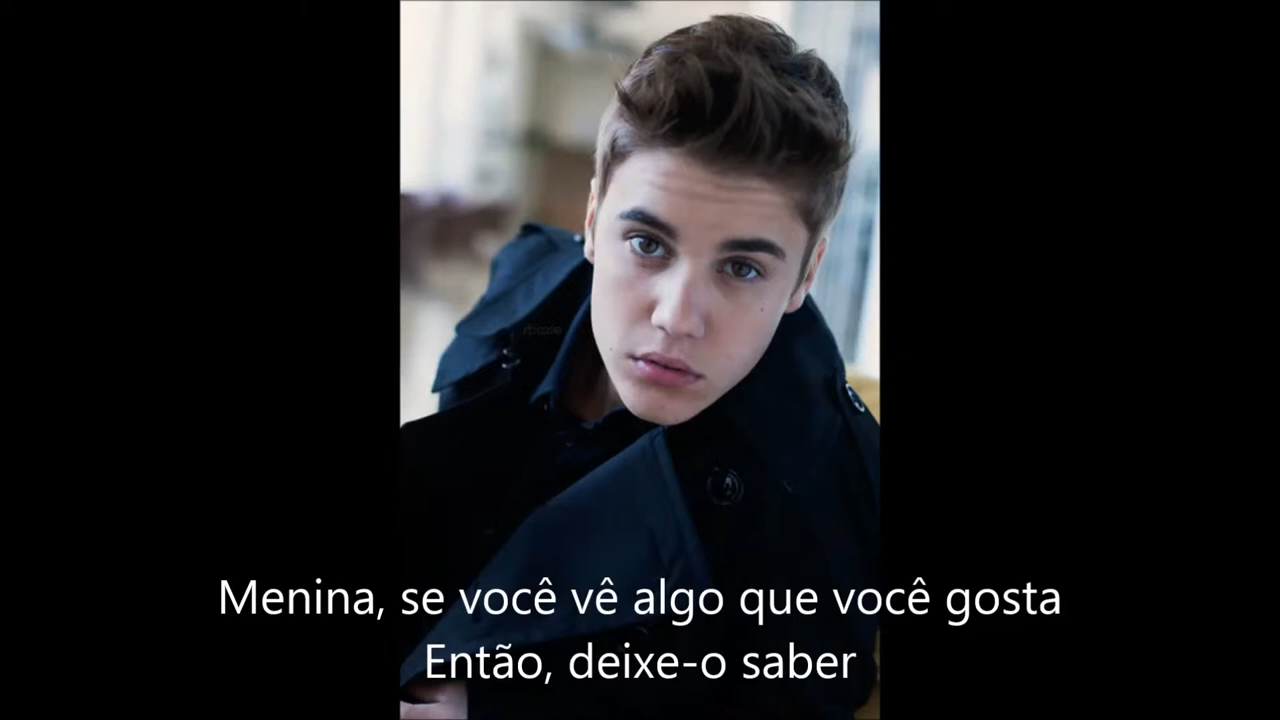 Menina, se você vê algo que você gosta
Então, deixe-o saber